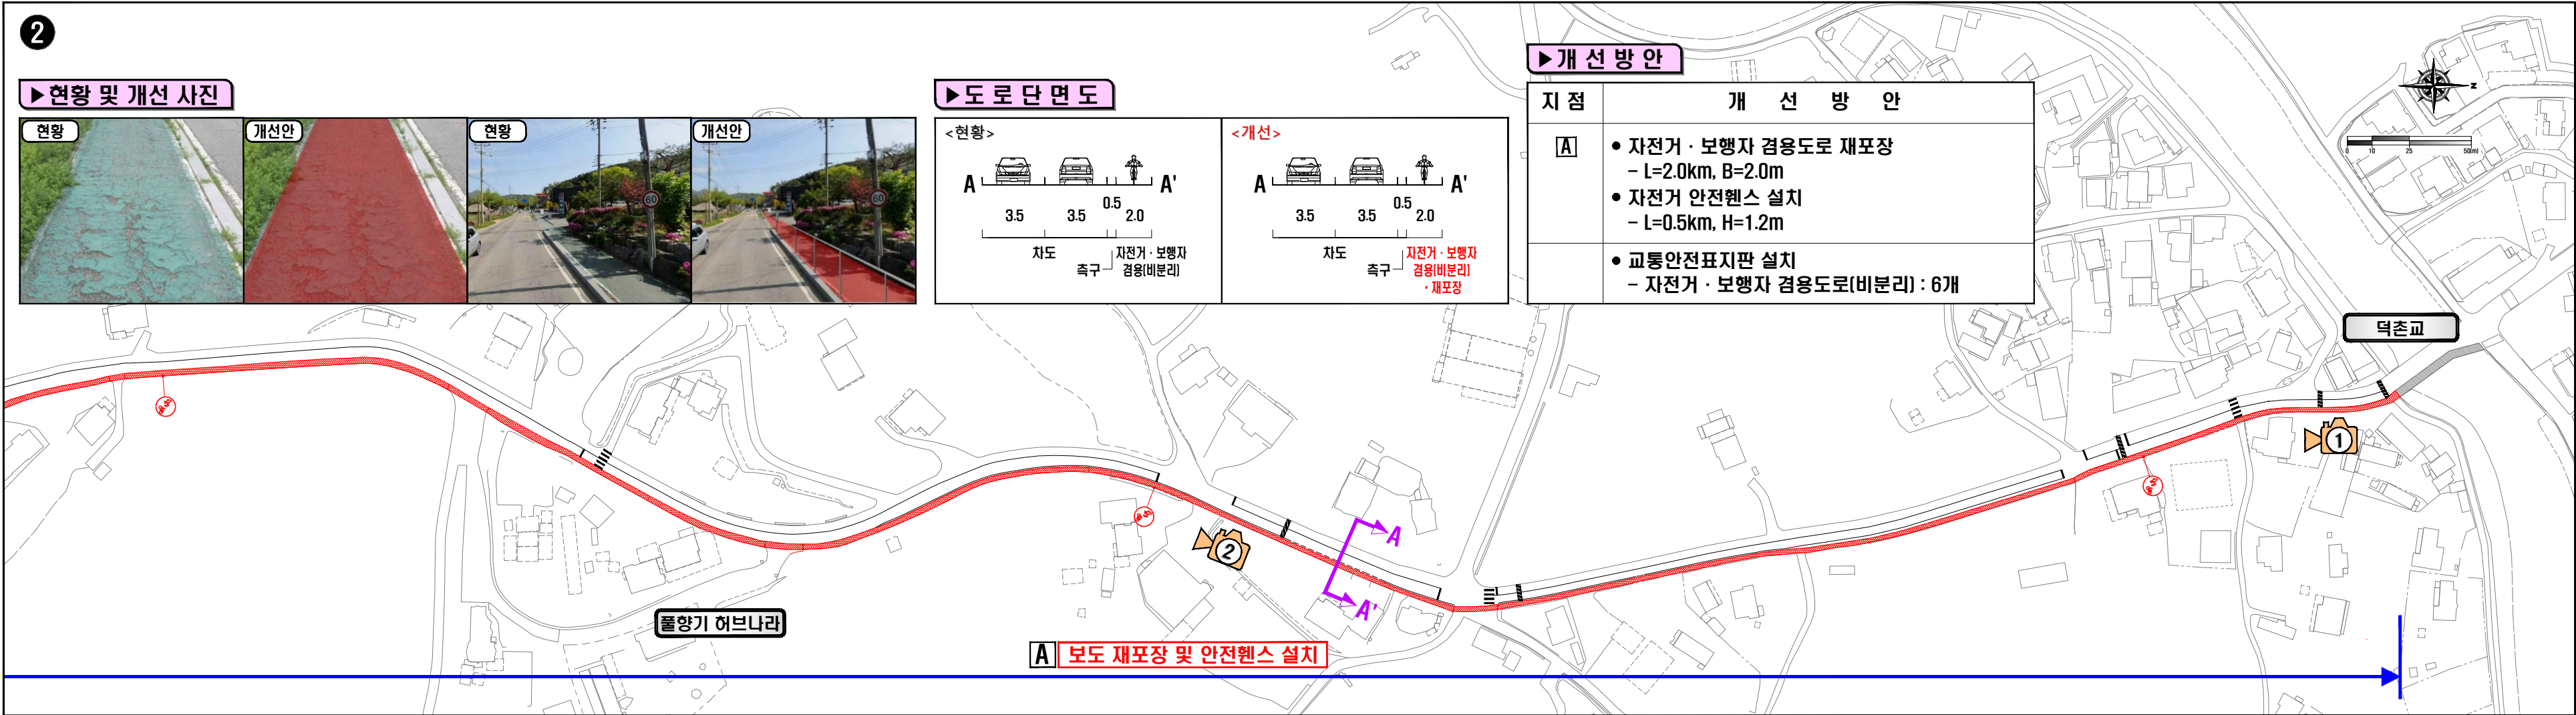 2
▶현황 및 개선 사진
현황
개선안
현황
60
개선안
60
▶도로단면도
<현황>
A A'
3.5 3.5 0.5 2.0
차도
측구
자전거·보행자
겸용(비분리)
<개선>
A A'
3.5 3.5 0.5 2.0
차도
측구
자전거·보행자
겸용(비분리)
·재포장
▶개선방안
지점 개선방안
A
• 자전거·보행자 겸용도로 재포장
- L=2.0km, B=2.0m
• 자전거 안전휀스 설치
- L=0.5km, H=1.2m
• 교통안전표지판 설치
- 자전거·보행자 겸용도로(비분리) : 6개
N
0 10 25 50(m)
덕촌교
1
2
A
A'
풀향기 허브나라
A 보도 재포장 및 안전휀스 설치